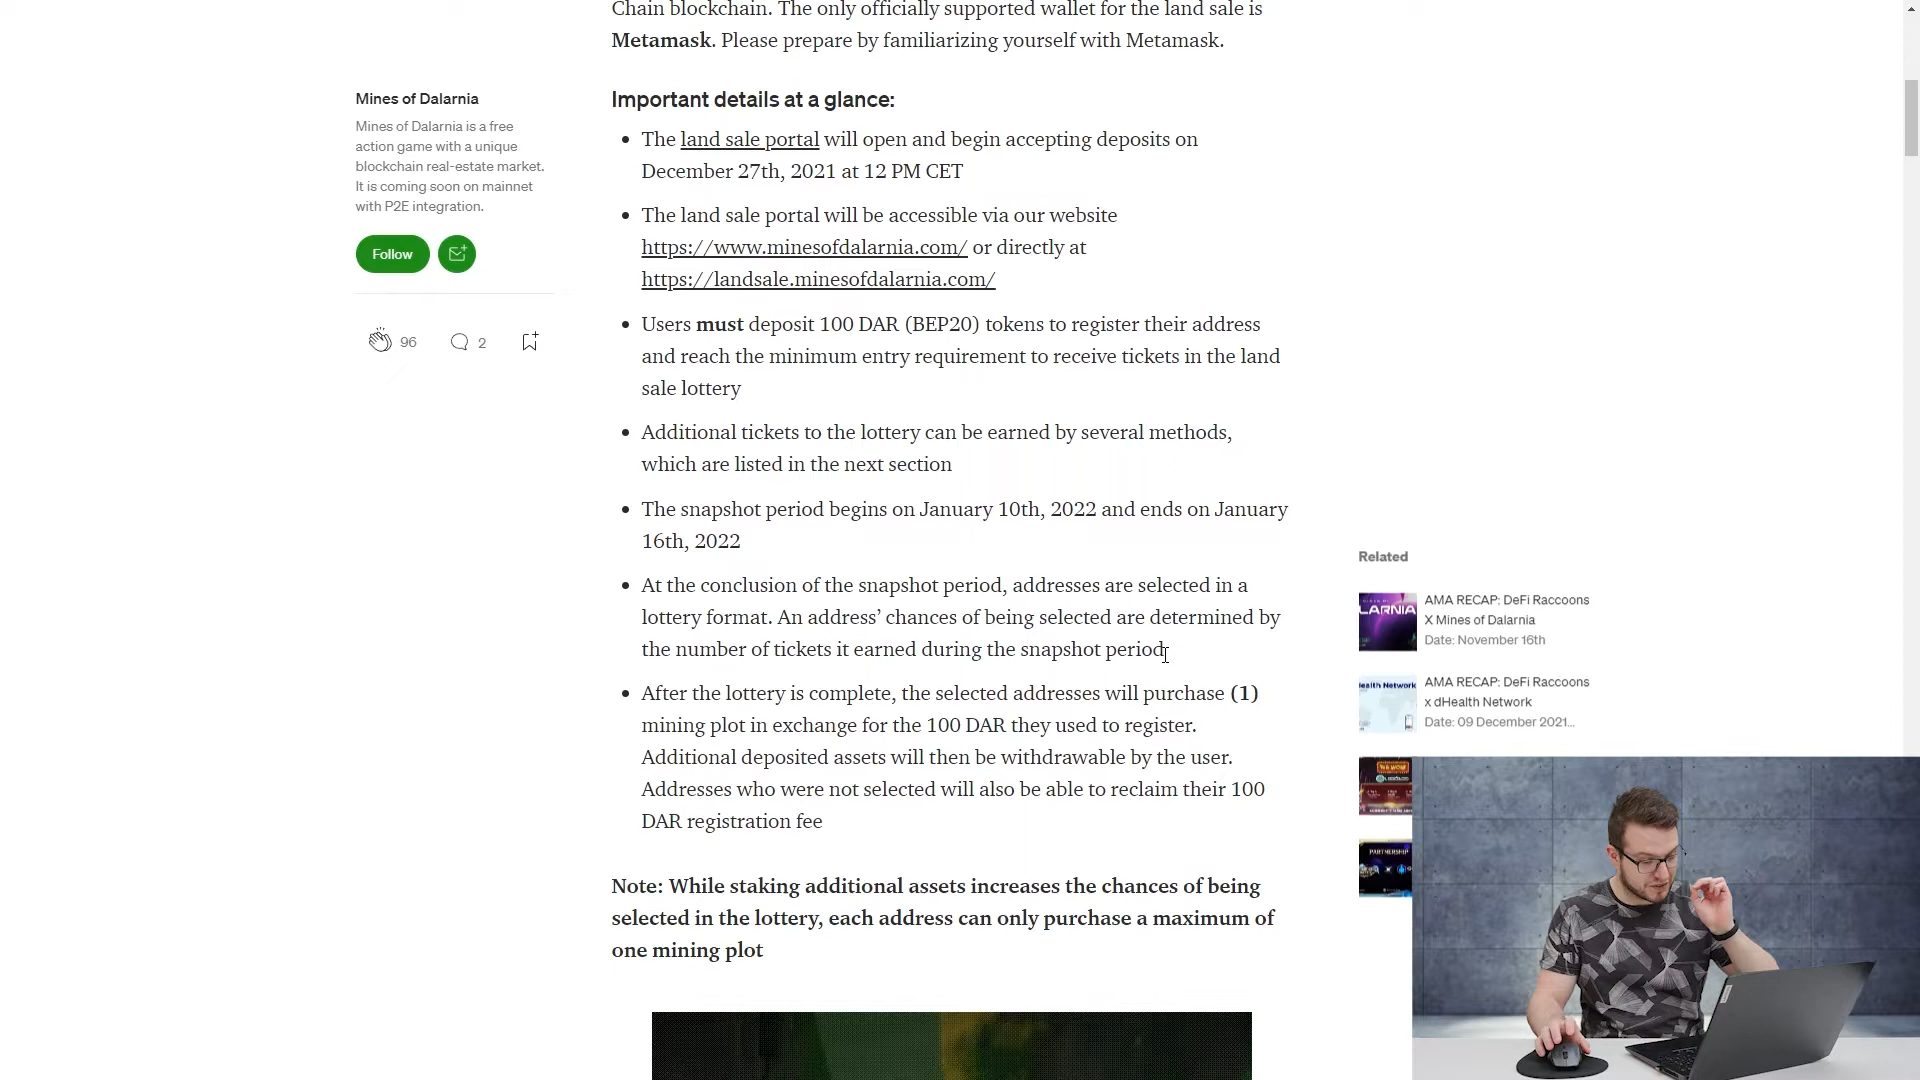 Chain blockchain. The only officially supported wallet for the land sale is
Metamask. Please prepare by familiarizing yourself with Metamask.
Mines of Dalarnia
Mines of Dalarnia is a free
action game with a unique
blockchain real-estate market.
It is coming soon on mainnet
with P2E integration.
Follow
96
2
Important details at a glance:
The land sale portal will open and begin accepting deposits on
December 27th, 2021 at 12 PM CET
The land sale portal will be accessible via our website
https://www.minesofdalarnia.com/ or directly at
https://landsale.minesofdalarnia.com/
Users must deposit 100 DAR (BEP20) tokens to register their address
and reach the minimum entry requirement to receive tickets in the land
sale lottery
Additional tickets to the lottery can be earned by several methods,
which are listed in the next section
The snapshot period begins on January 10th, 2022 and ends on January
16th, 2022
At the conclusion of the snapshot period, addresses are selected in a
lottery format. An address’ chances of being selected are determined by
the number of tickets it earned during the snapshot period
After the lottery is complete, the selected addresses will purchase (1)
mining plot in exchange for the 100 DAR they used to register.
Additional deposited assets will then be withdrawable by the user.
Addresses who were not selected will also be able to reclaim their 100
DAR registration fee
Note: While staking additional assets increases the chances of being
selected in the lottery, each address can only purchase a maximum of
one mining plot
Related
LARNIA
AMA RECAP: DeFi Raccoons
X Mines of Dalarnia
Date: November 16th
ealth Network
AMA RECAP: DeFi Raccoons
x dHealth Network
Date: 09 December 2021...
PARTNERSHIP